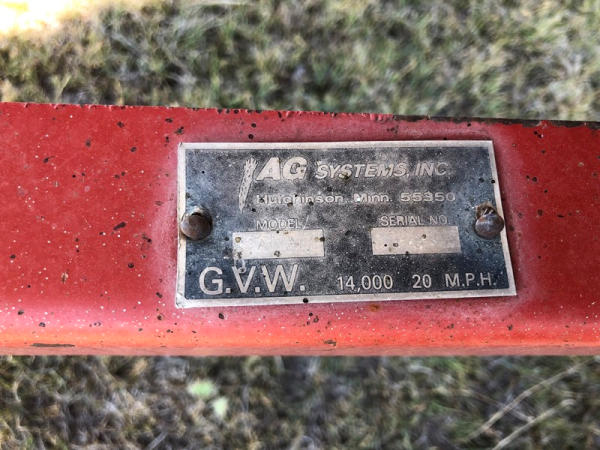 AG SYSTEMS, INC.
Hutchinson, Minn. 55350
MODEL SERIAL NO.
G.V.W. 14,000 20 M.P.H.